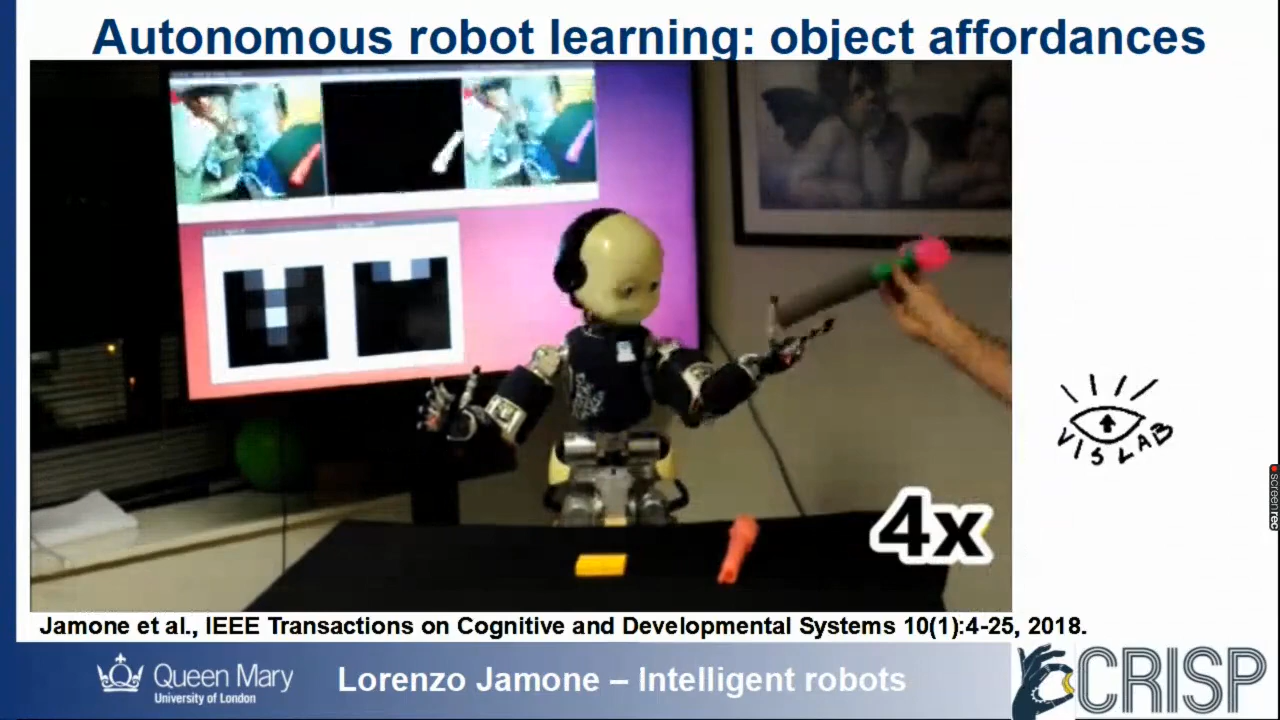 Autonomous robot learning: object affordances
4x
VISLAB
Jamone et al., IEEE Transactions on Cognitive and Developmental Systems 10(1):4-25, 2018.
Queen Mary
University of London
Lorenzo Jamone – Intelligent robots
CRISP
screenrec